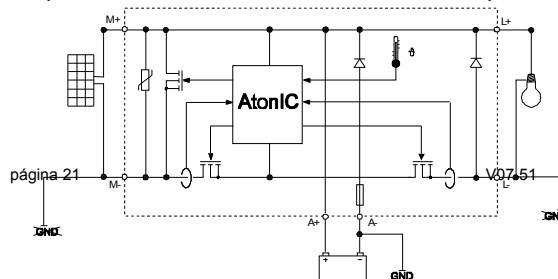 M+
L+
ϑ
AtonIC
página 21
M-
V07.51
L-
GND
GND
A+
A-
+
−
GND